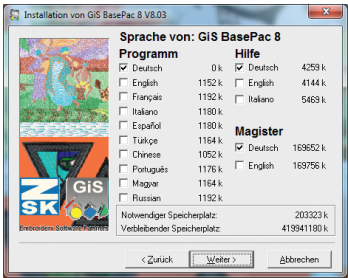 Installation von GiS BasePac 8 V8.03
Sprache von: GiS BasePac 8
Programm
Deutsch 0 k
English 1152 k
Français 1192 k
Italiano 1180 k
Español 1180 k
Türkçe 1164 k
Chinese 1052 k
Português 1176 k
Magyar 1164 k
Russian 1192 k
Hilfe
Deutsch 4259 k
English 4144 k
Italiano 5469 k
Magister
Deutsch 169652 k
English 169756 k
ZSK GiS
Embroidery Software Partners
Notwendiger Speicherplatz: 203323 k
Verbleibender Speicherplatz: 419941180 k
< Zurück
Weiter >
Abbrechen